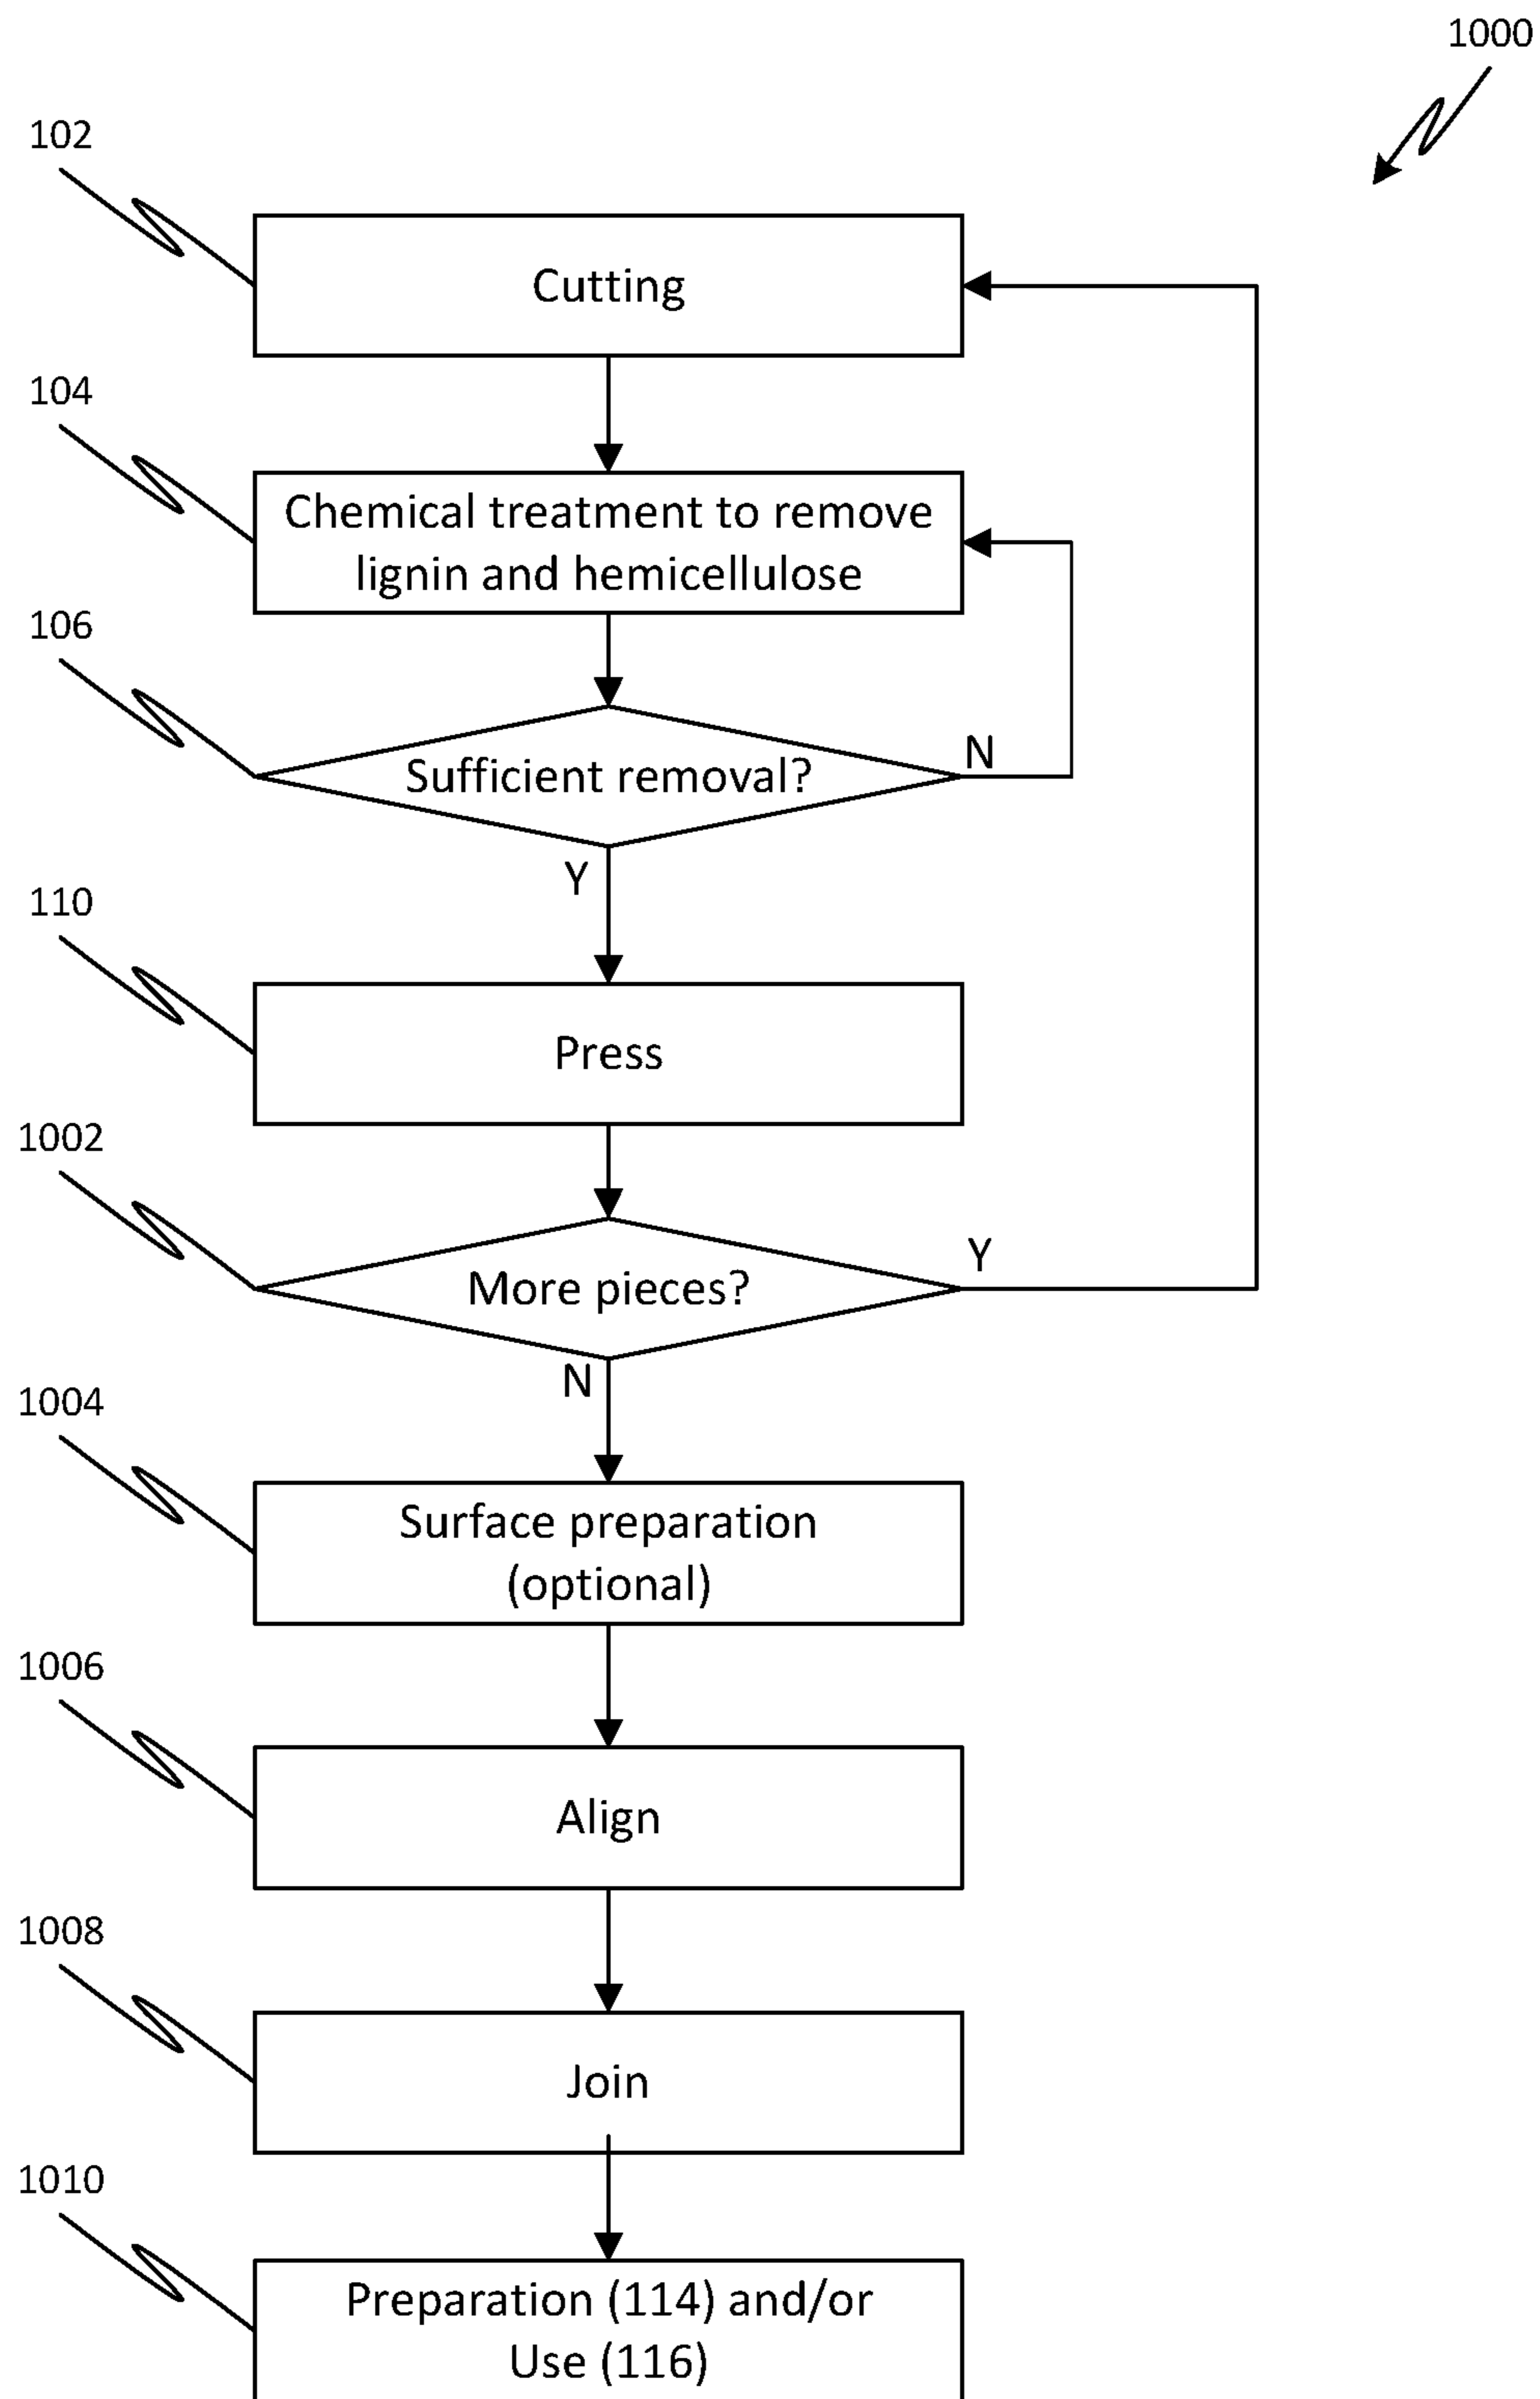 1000
102
Cutting
104
Chemical treatment to remove
lignin and hemicellulose
106
Sufficient removal?
N
Y
110
Press
1002
More pieces?
Y
N
1004
Surface preparation
(optional)
1006
Align
1008
Join
1010
Preparation (114) and/or
Use (116)